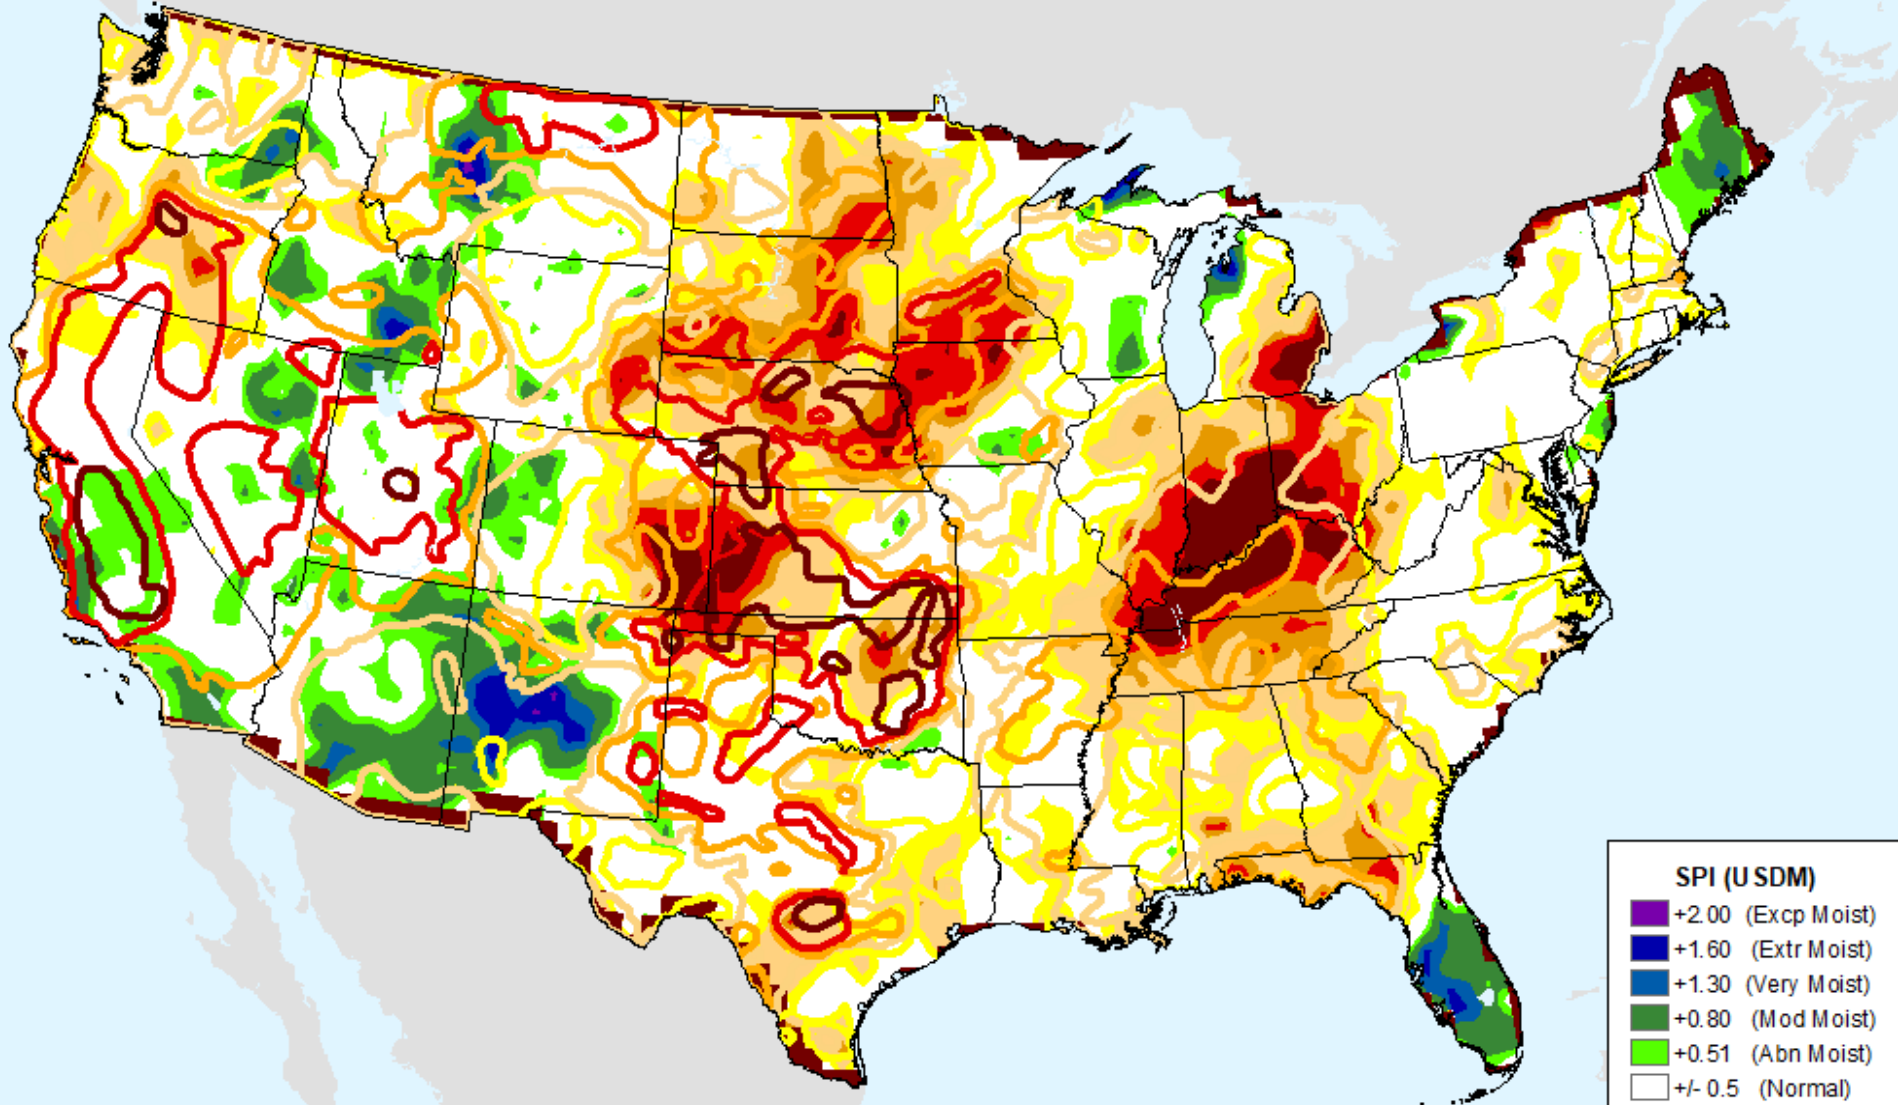 SPI (USDM)
+2.00 (Excp Moist)
+1.60 (Extr Moist)
+1.30 (Very Moist)
+0.80 (Mod Moist)
+0.51 (Abn Moist)
+/- 0.5 (Normal)